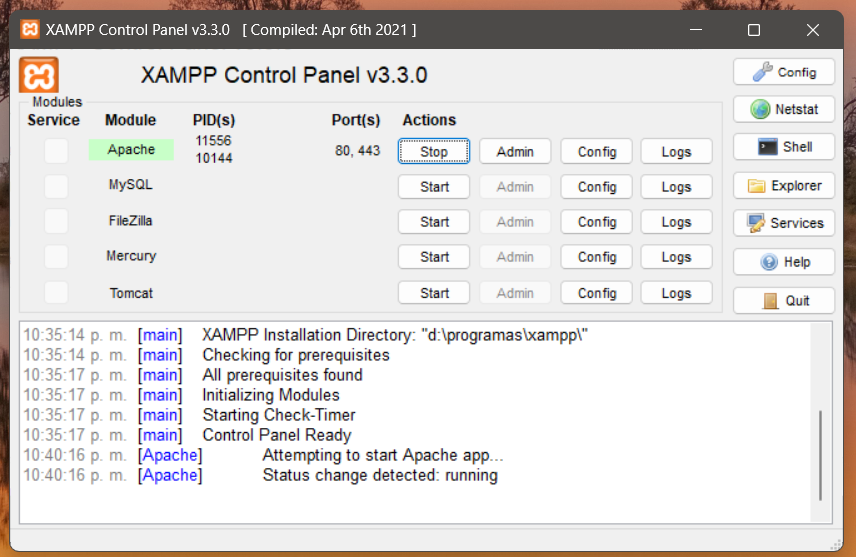 XAMPP Control Panel v3.3.0 [ Compiled: Apr 6th 2021 ]
XAMPP Control Panel v3.3.0
Config
Modules
Service Module PID(s) Port(s) Actions
Netstat
Apache 11556 10144 80, 443 Stop Admin Config Logs
Shell
MySQL Start Admin Config Logs
Explorer
FileZilla Start Admin Config Logs
Services
Mercury Start Admin Config Logs
Help
Tomcat Start Admin Config Logs
Quit
10:35:14 p. m. [main] XAMPP Installation Directory: "d:\programas\xampp\"
10:35:14 p. m. [main] Checking for prerequisites
10:35:17 p. m. [main] All prerequisites found
10:35:17 p. m. [main] Initializing Modules
10:35:17 p. m. [main] Starting Check-Timer
10:35:17 p. m. [main] Control Panel Ready
10:40:16 p. m. [Apache] Attempting to start Apache app...
10:40:16 p. m. [Apache] Status change detected: running